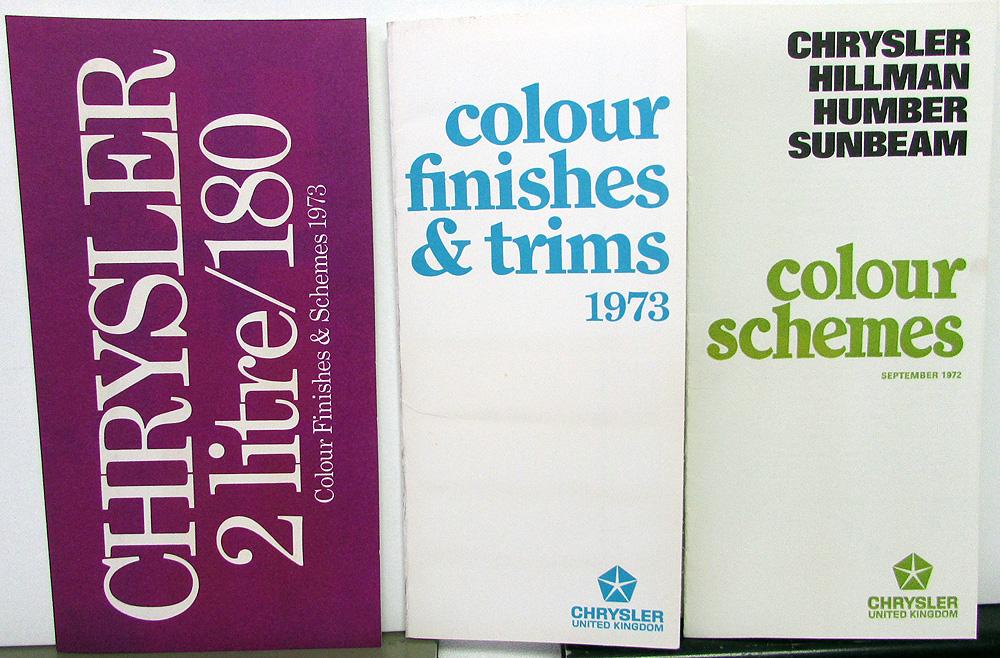 CHRYSLER
2 litre/180
Colour Finishes & Schemes 1973
colour
finishes
& trims
1973
CHRYSLER
UNITED KINGDOM
CHRYSLER
HILLMAN
HUMBER
SUNBEAM
colour
schemes
SEPTEMBER 1972
CHRYSLER
UNITED KINGDOM